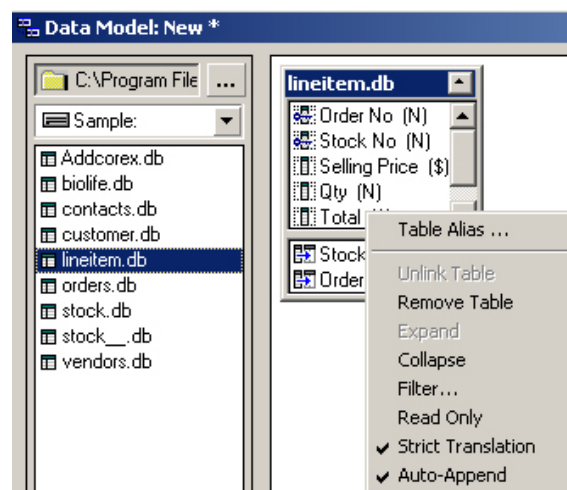 Data Model: New *
C:\Program File ...
Sample:
Addcorex.db
biolife.db
contacts.db
customer.db
lineitem.db
orders.db
stock.db
stock__.db
vendors.db
lineitem.db
Order No (N)
Stock No (N)
Selling Price ($)
Qty (N)
Total
Stock
Order
Table Alias ...
Unlink Table
Remove Table
Expand
Collapse
Filter...
Read Only
Strict Translation
Auto-Append